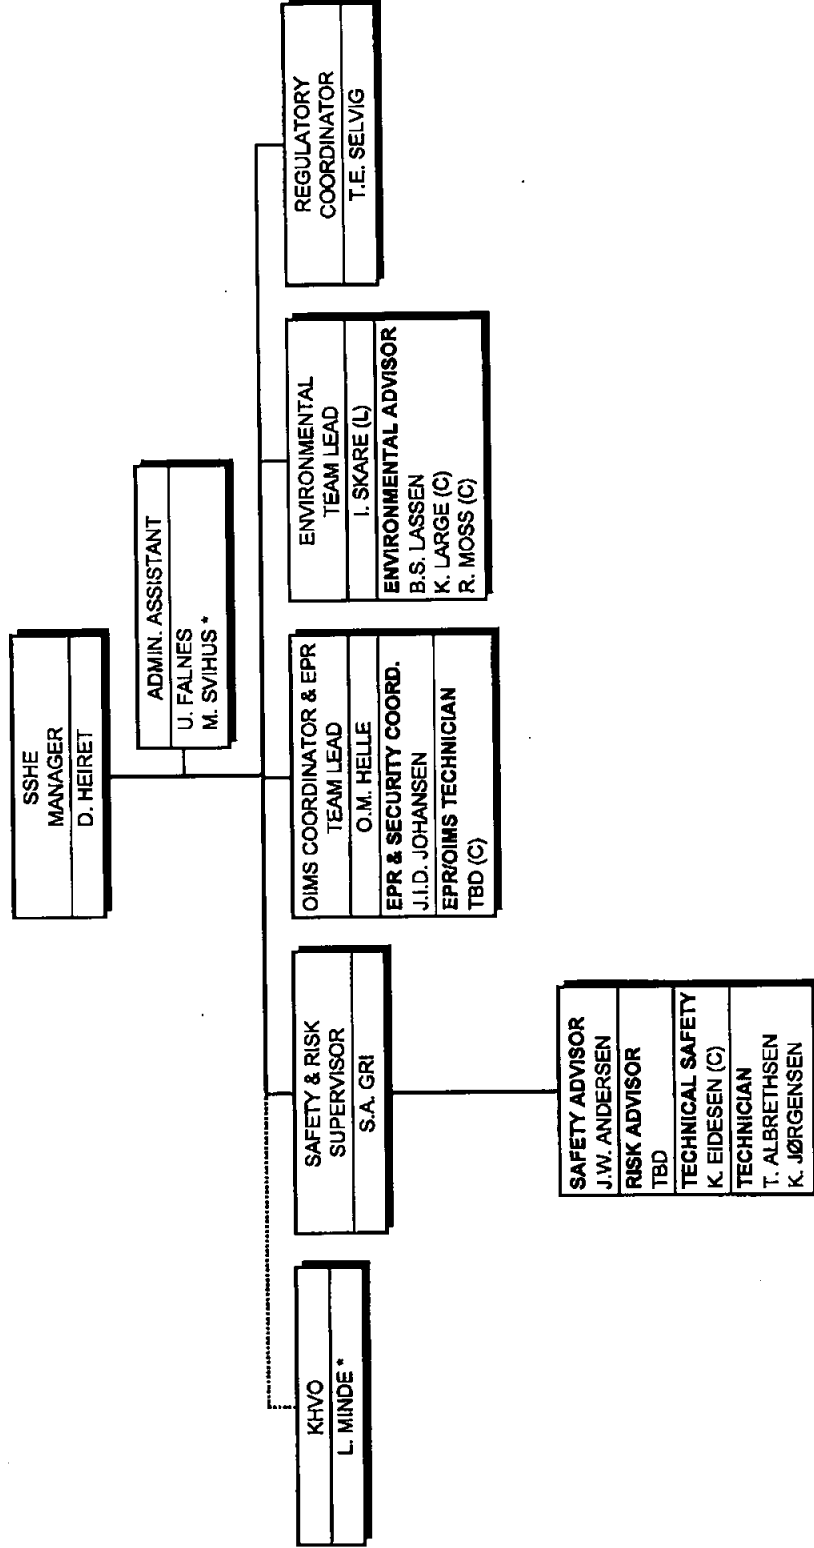 SSHE
MANAGER
D. HEIRET
ADMIN. ASSISTANT
U. FALNES
M. SVIHUS *
KHVO
L. MINDE *
SAFETY & RISK
SUPERVISOR
S.A. GRI
OIMS COORDINATOR & EPR
TEAM LEAD
O.M. HELLE
EPR & SECURITY COORD.
J.I.D. JOHANSEN
EPR/OIMS TECHNICIAN
TBD (C)
ENVIRONMENTAL
TEAM LEAD
I. SKARE (L)
ENVIRONMENTAL ADVISOR
B.S. LASSEN
K. LARGE (C)
R. MOSS (C)
REGULATORY
COORDINATOR
T.E. SELVIG
SAFETY ADVISOR
J.W. ANDERSEN
RISK ADVISOR
TBD
TECHNICAL SAFETY
K. EIDESEN (C)
TECHNICIAN
T. ALBRETHSEN
K. JØRGENSEN